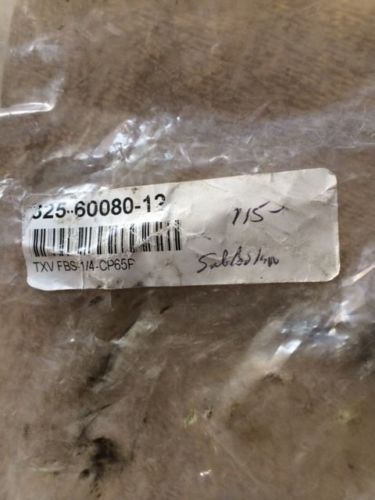 325-60080-13
115-
TXV FBS-1/4-CP65F